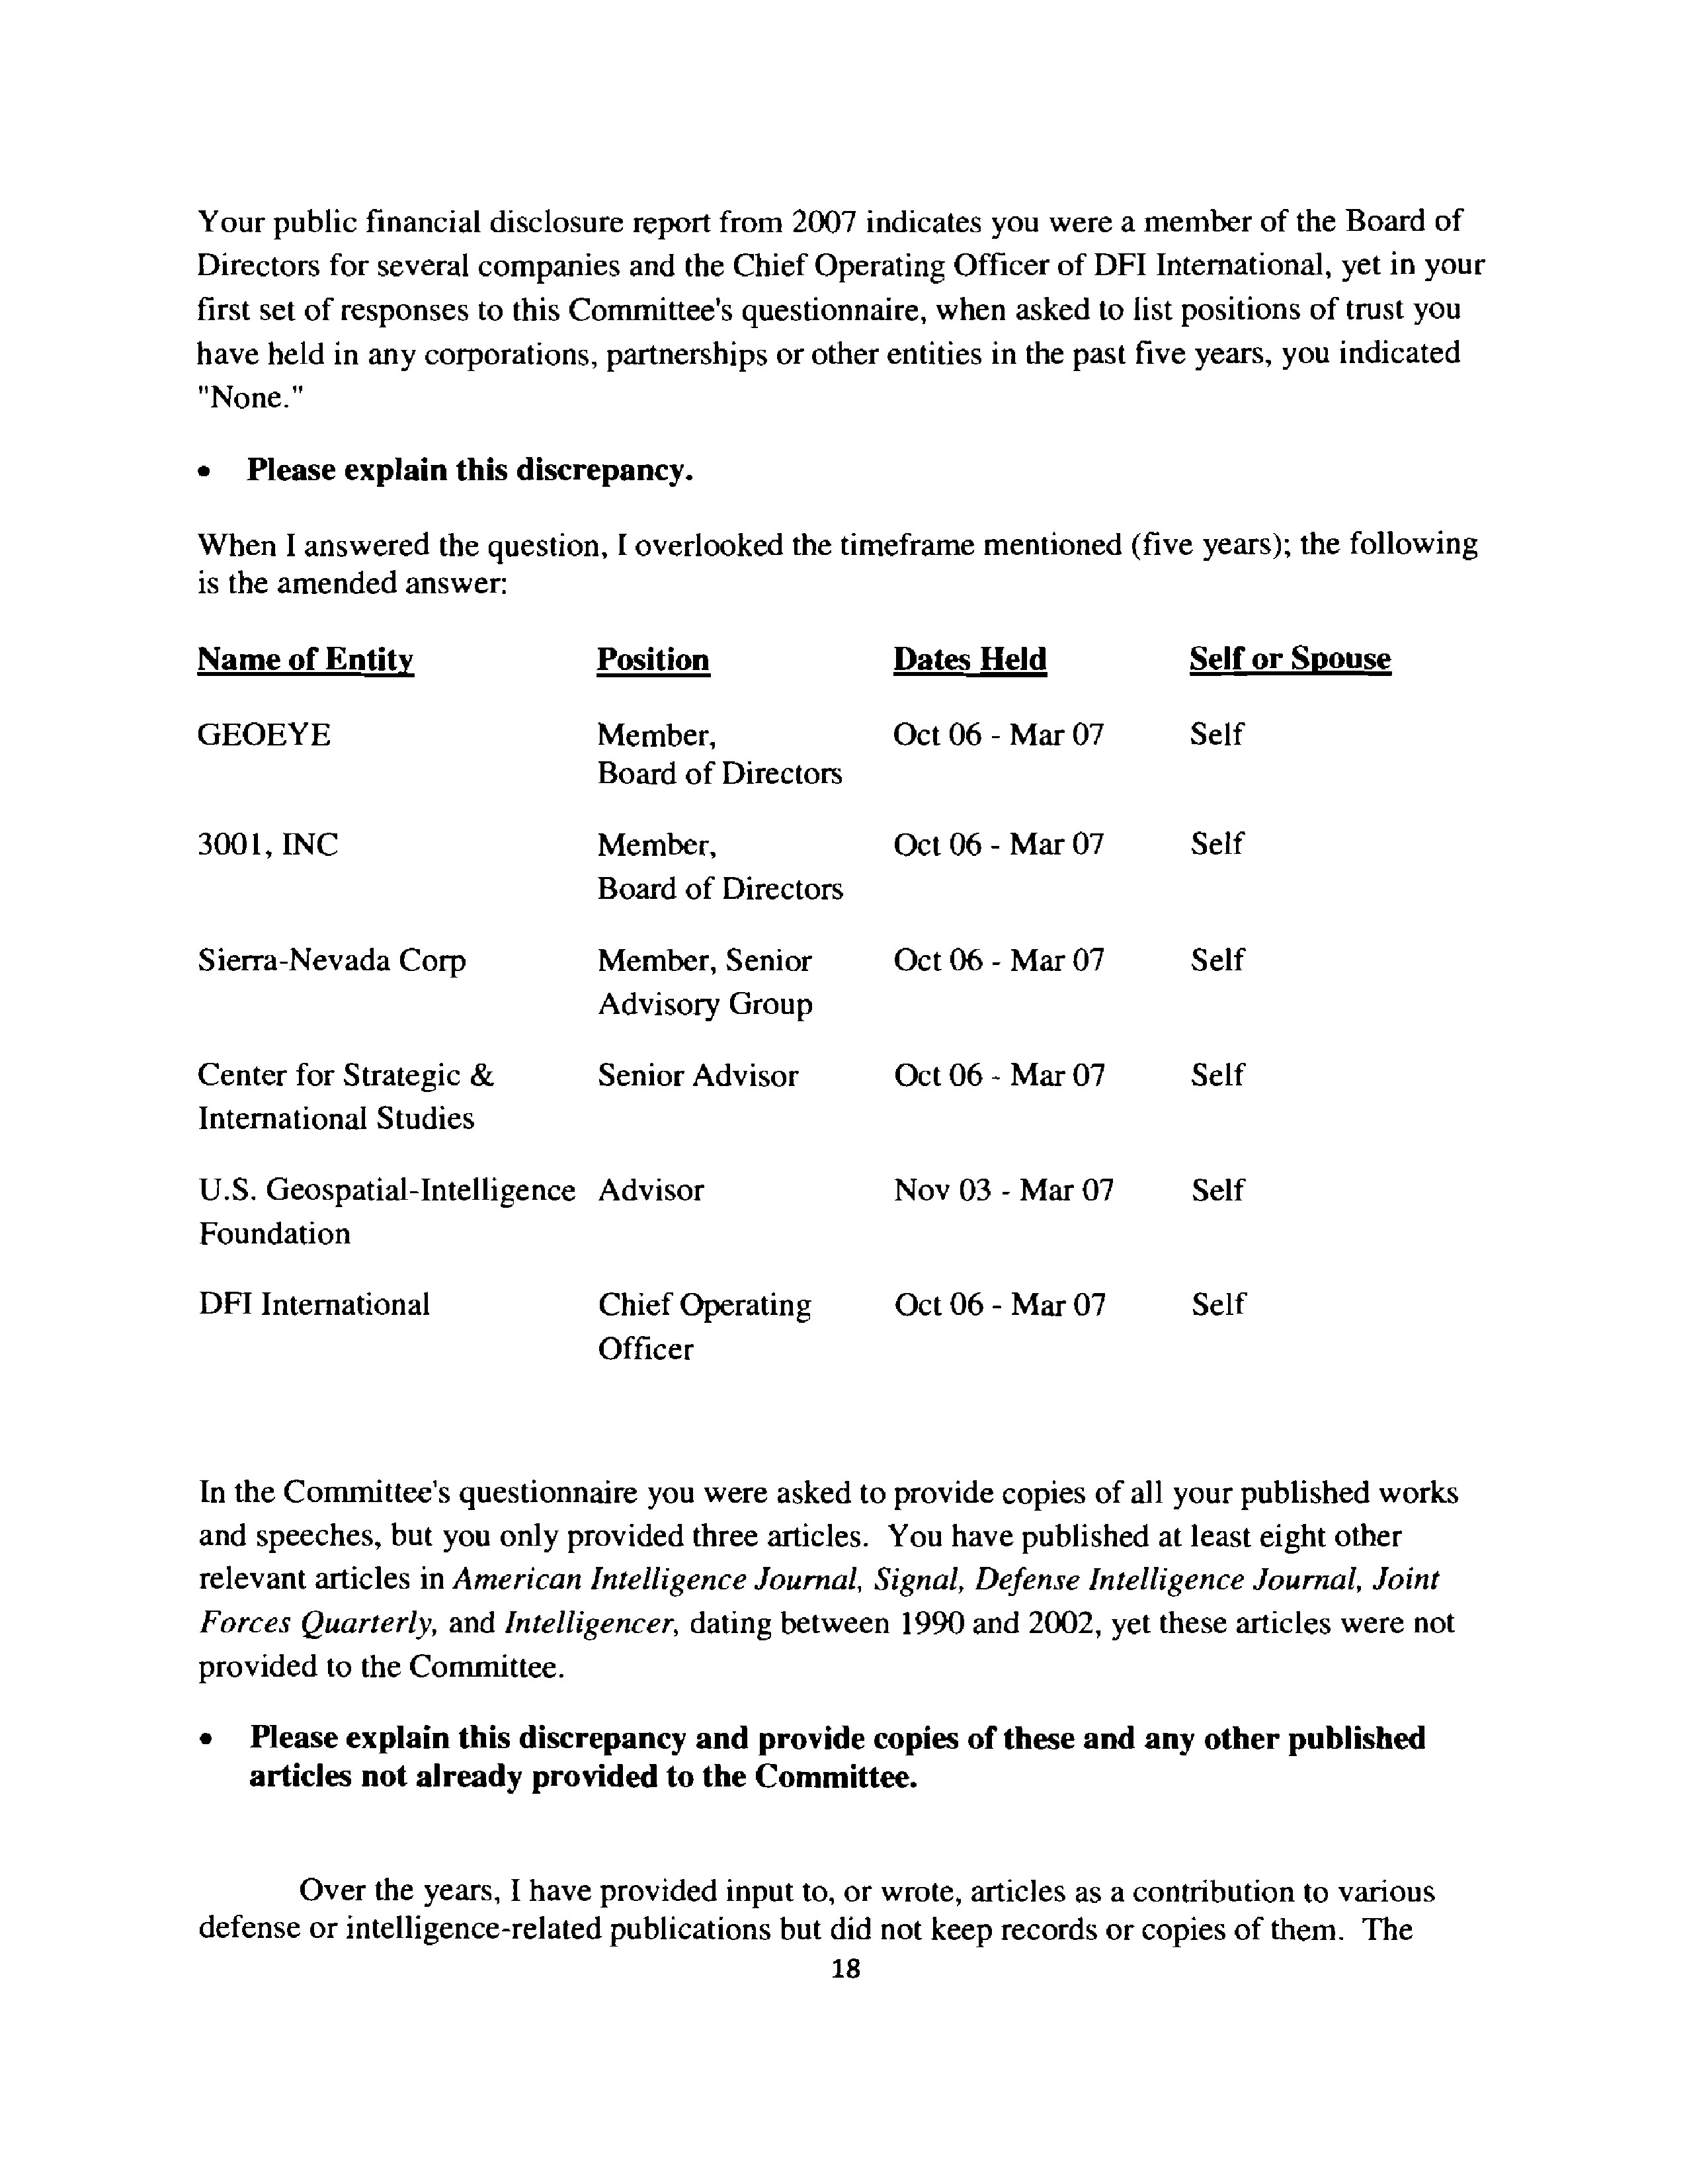 Your public financial disclosure report from 2007 indicates you were a member of the Board of
Directors for several companies and the Chief Operating Officer of DFI International, yet in your
first set of responses to this Committee's questionnaire, when asked to list positions of trust you
have held in any corporations, partnerships or other entities in the past five years, you indicated
"None."
• Please explain this discrepancy.
When I answered the question, I overlooked the timeframe mentioned (five years); the following
is the amended answer:
Name of Entity Position Dates Held Self or Spouse
GEOEYE Member, Oct 06 - Mar 07 Self
Board of Directors
3001, INC Member, Oct 06 - Mar 07 Self
Board of Directors
Sierra-Nevada Corp Member, Senior Oct 06 - Mar 07 Self
Advisory Group
Center for Strategic & Senior Advisor Oct 06 - Mar 07 Self
International Studies
U.S. Geospatial-Intelligence Advisor Nov 03 - Mar 07 Self
Foundation
DFI International Chief Operating Oct 06 - Mar 07 Self
Officer
In the Committee's questionnaire you were asked to provide copies of all your published works
and speeches, but you only provided three articles. You have published at least eight other
relevant articles in American Intelligence Journal, Signal, Defense Intelligence Journal, Joint
Forces Quarterly, and Intelligencer, dating between 1990 and 2002, yet these articles were not
provided to the Committee.
• Please explain this discrepancy and provide copies of these and any other published
articles not already provided to the Committee.
Over the years, I have provided input to, or wrote, articles as a contribution to various
defense or intelligence-related publications but did not keep records or copies of them. The
18